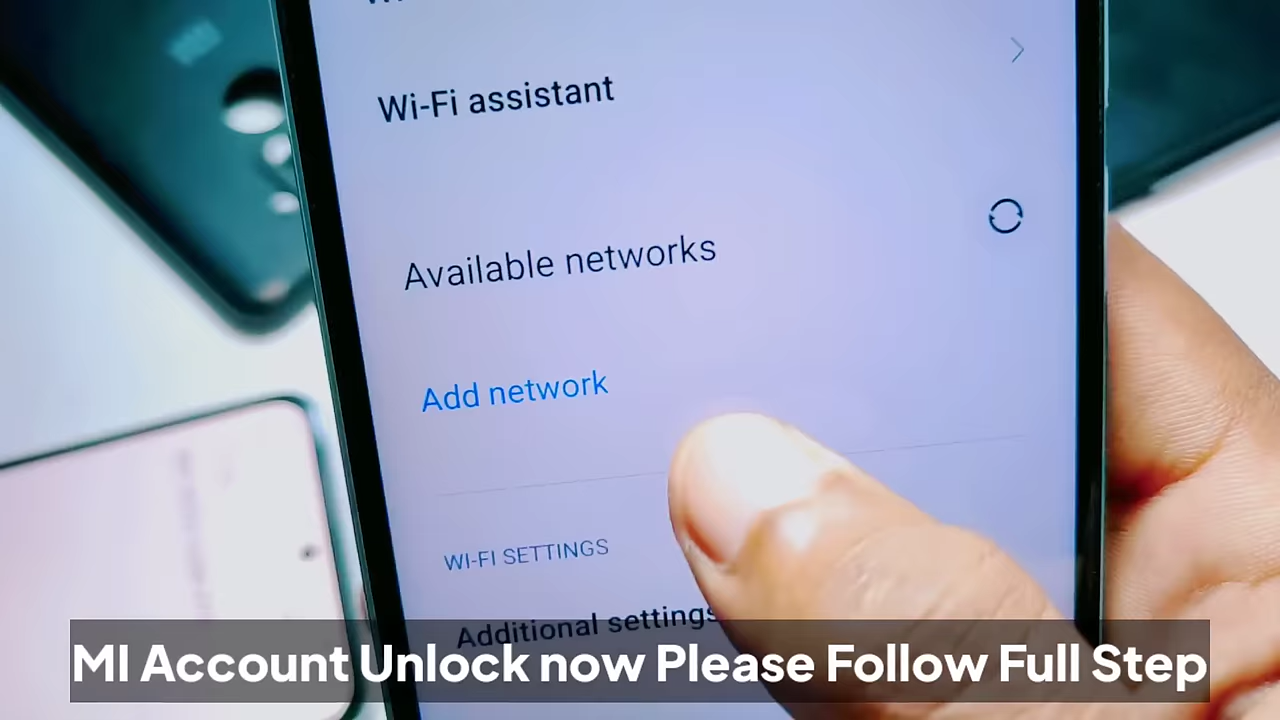 Wi-Fi assistant
Available networks
Add network
WI-FI SETTINGS
Additional settings
MI Account Unlock now Please Follow Full Step